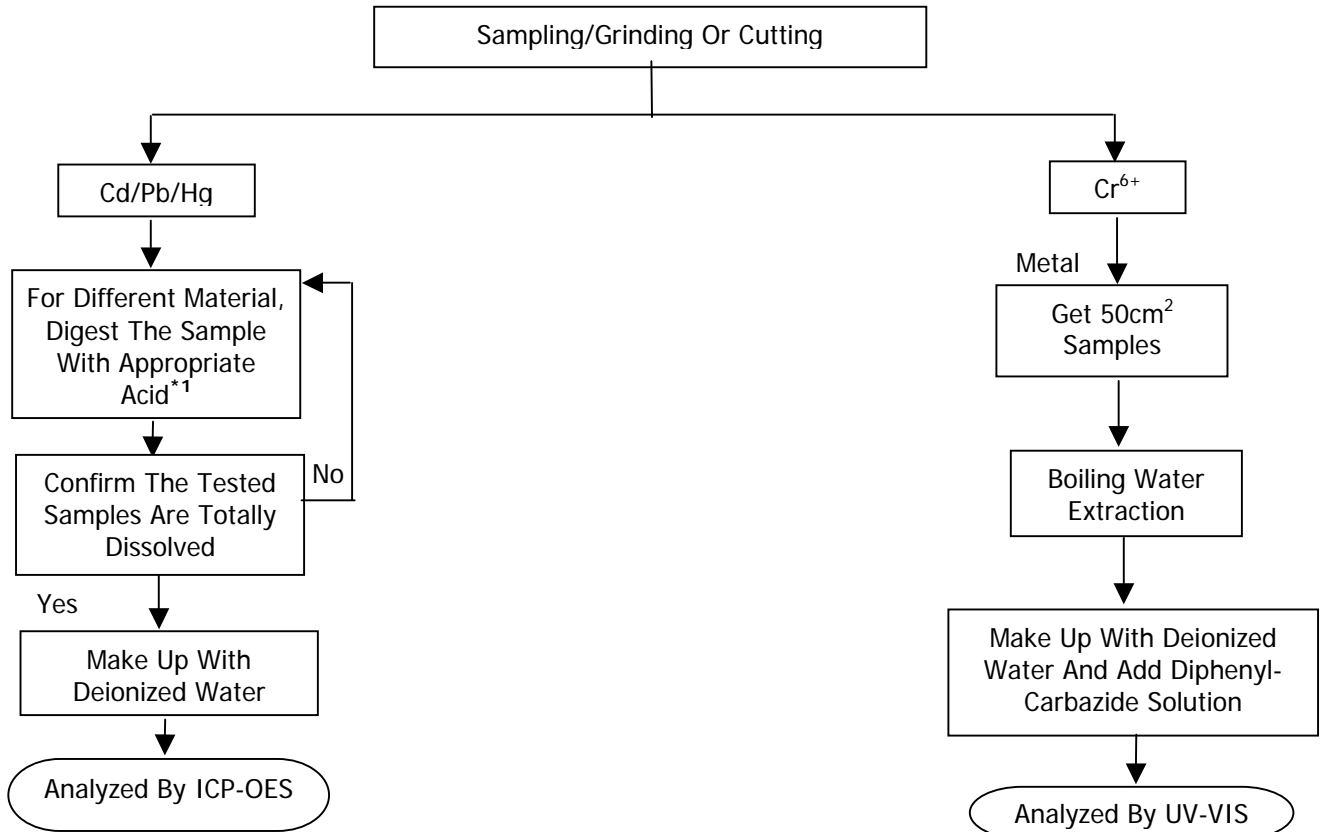 Sampling/Grinding Or Cutting
Cd/Pb/Hg
For Different Material,
Digest The Sample
With Appropriate
Acid*1
No
Confirm The Tested
Samples Are Totally
Dissolved
Yes
Make Up With
Deionized Water
Analyzed By ICP-OES
Cr6+
Metal
Get 50cm2
Samples
Boiling Water
Extraction
Make Up With Deionized
Water And Add Diphenyl-
Carbazide Solution
Analyzed By UV-VIS